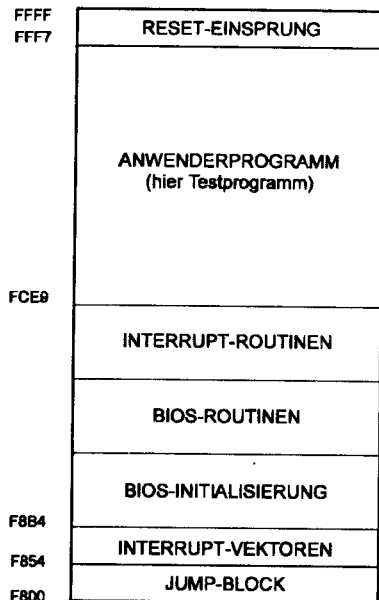 FFFF
RESET-EINSPRUNG
FFF7
ANWENDERPROGRAMM
(hier Testprogramm)
FCE9
INTERRUPT-ROUTINEN
BIOS-ROUTINEN
BIOS-INITIALISIERUNG
F8B4
INTERRUPT-VEKTOREN
F854
JUMP-BLOCK
F800